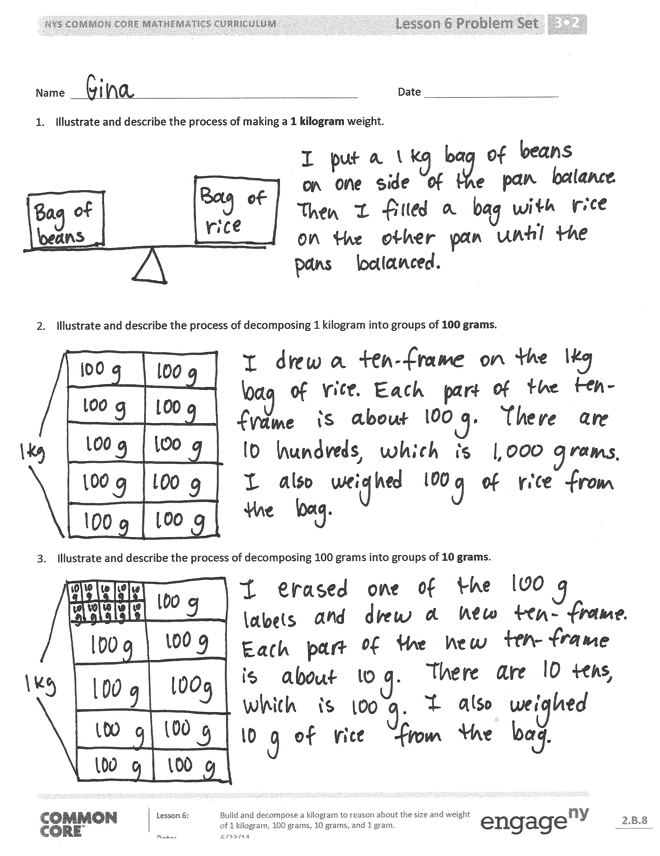 NYS COMMON CORE MATHEMATICS CURRICULUM Lesson 6 Problem Set 3•2
Name Gina Date
1. Illustrate and describe the process of making a 1 kilogram weight.
Bag of
beans
Bag of
rice
I put a 1 kg bag of beans
on one side of the pan balance.
Then I filled a bag with rice
on the other pan until the
pans balanced.
2. Illustrate and describe the process of decomposing 1 kilogram into groups of 100 grams.
1kg
100 g 100 g
100 g 100 g
100 g 100 g
100 g 100 g
100 g 100 g
I drew a ten-frame on the 1kg
bag of rice. Each part of the ten-
frame is about 100 g. There are
10 hundreds, which is 1,000 grams.
I also weighed 100 g of rice from
the bag.
3. Illustrate and describe the process of decomposing 100 grams into groups of 10 grams.
1kg
10 g 10 g 10 g 10 g 10 g
10 g 10 g 10 g 10 g 10 g
100 g
100 g 100 g
100 g 100g
100 g 100 g
100 g 100 g
I erased one of the 100 g
labels and drew a new ten-frame.
Each part of the new ten-frame
is about 10 g. There are 10 tens,
which is 100 g. I also weighed
10 g of rice from the bag.
COMMON
CORE
Lesson 6:
Build and decompose a kilogram to reason about the size and weight
of 1 kilogram, 100 grams, 10 grams, and 1 gram.
engage ny
2.B.8